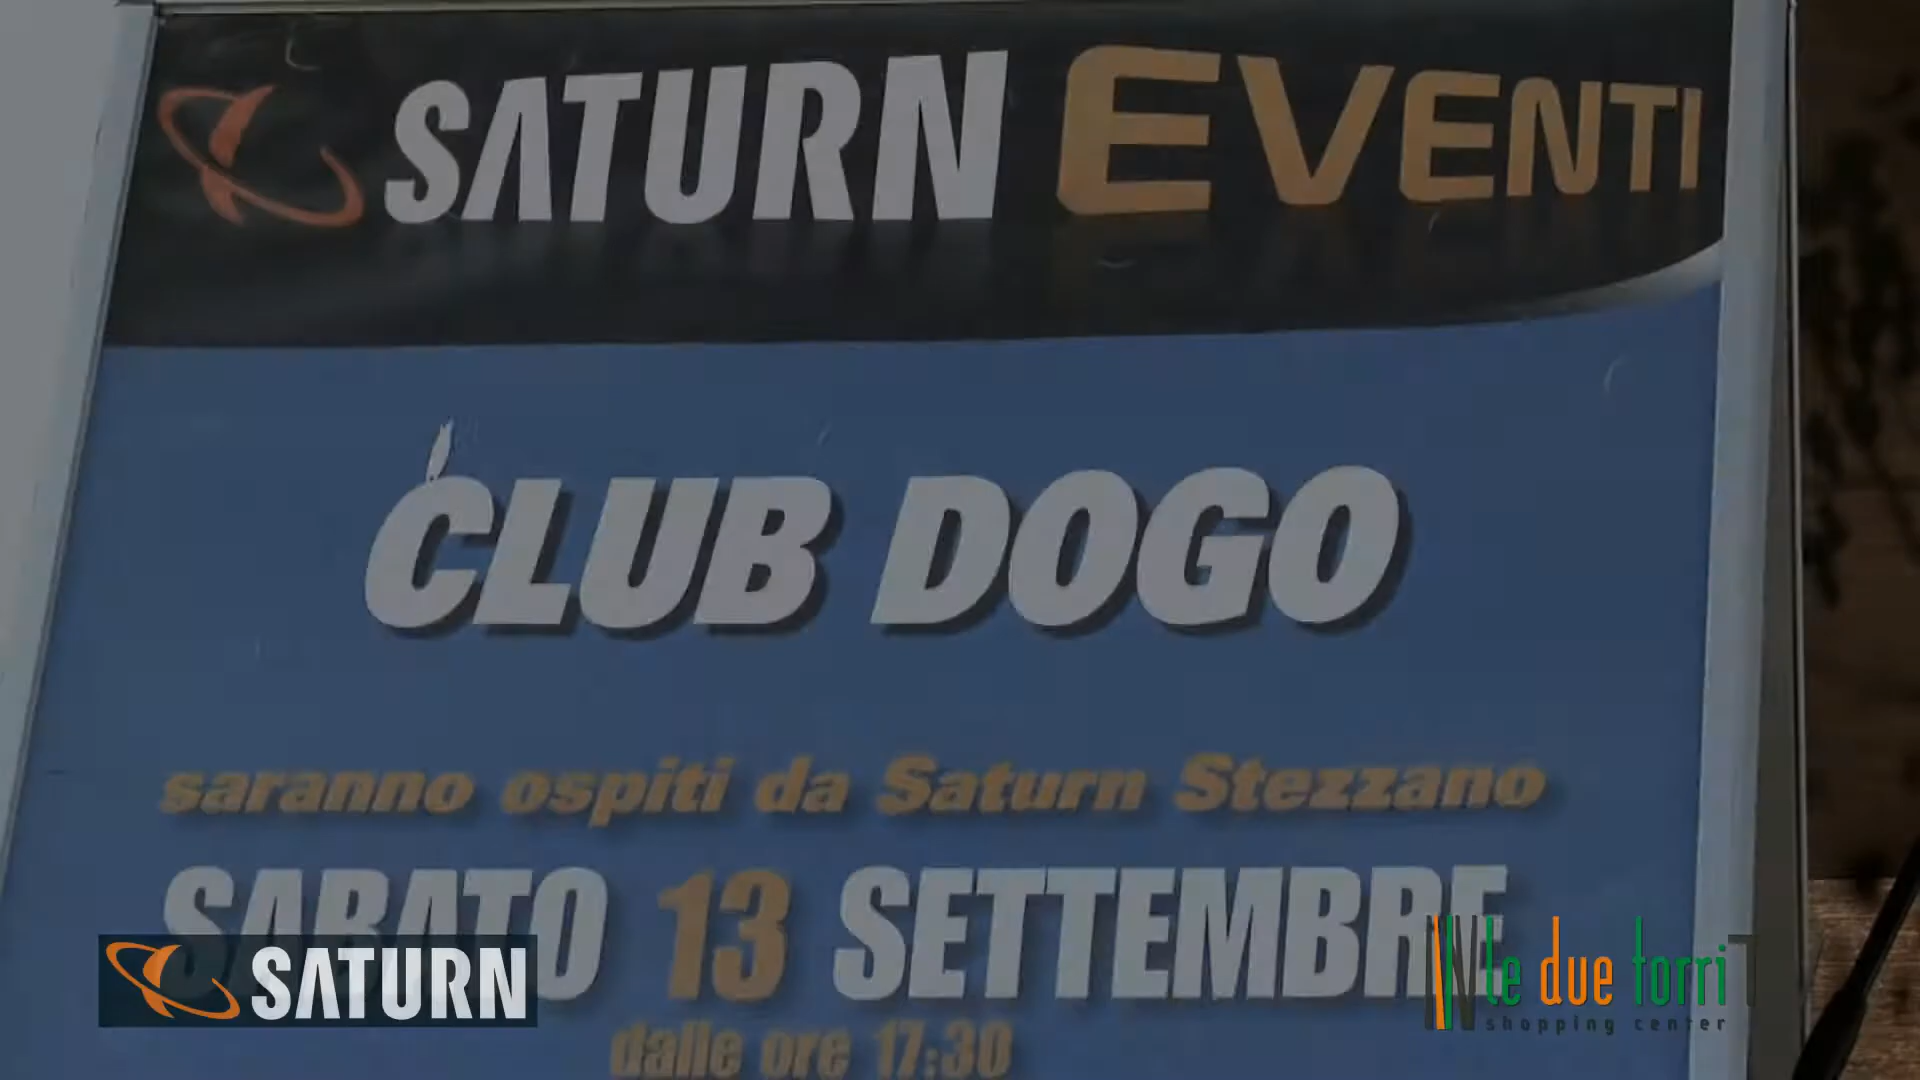 SATURN EVENTI
CLUB DOGO
saranno ospiti da Saturn Stezzano
SABATO 13 SETTEMBRE
dalle ore 17:30
SATURN
le due torri
shopping center